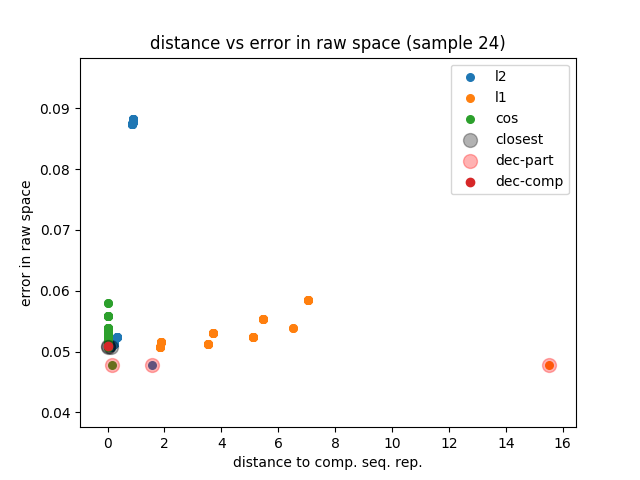 distance vs error in raw space (sample 24)
l2
l1
cos
closest
dec-part
dec-comp
error in raw space
0.09
0.08
0.07
0.06
0.05
0.04
0 2 4 6 8 10 12 14 16
distance to comp. seq. rep.